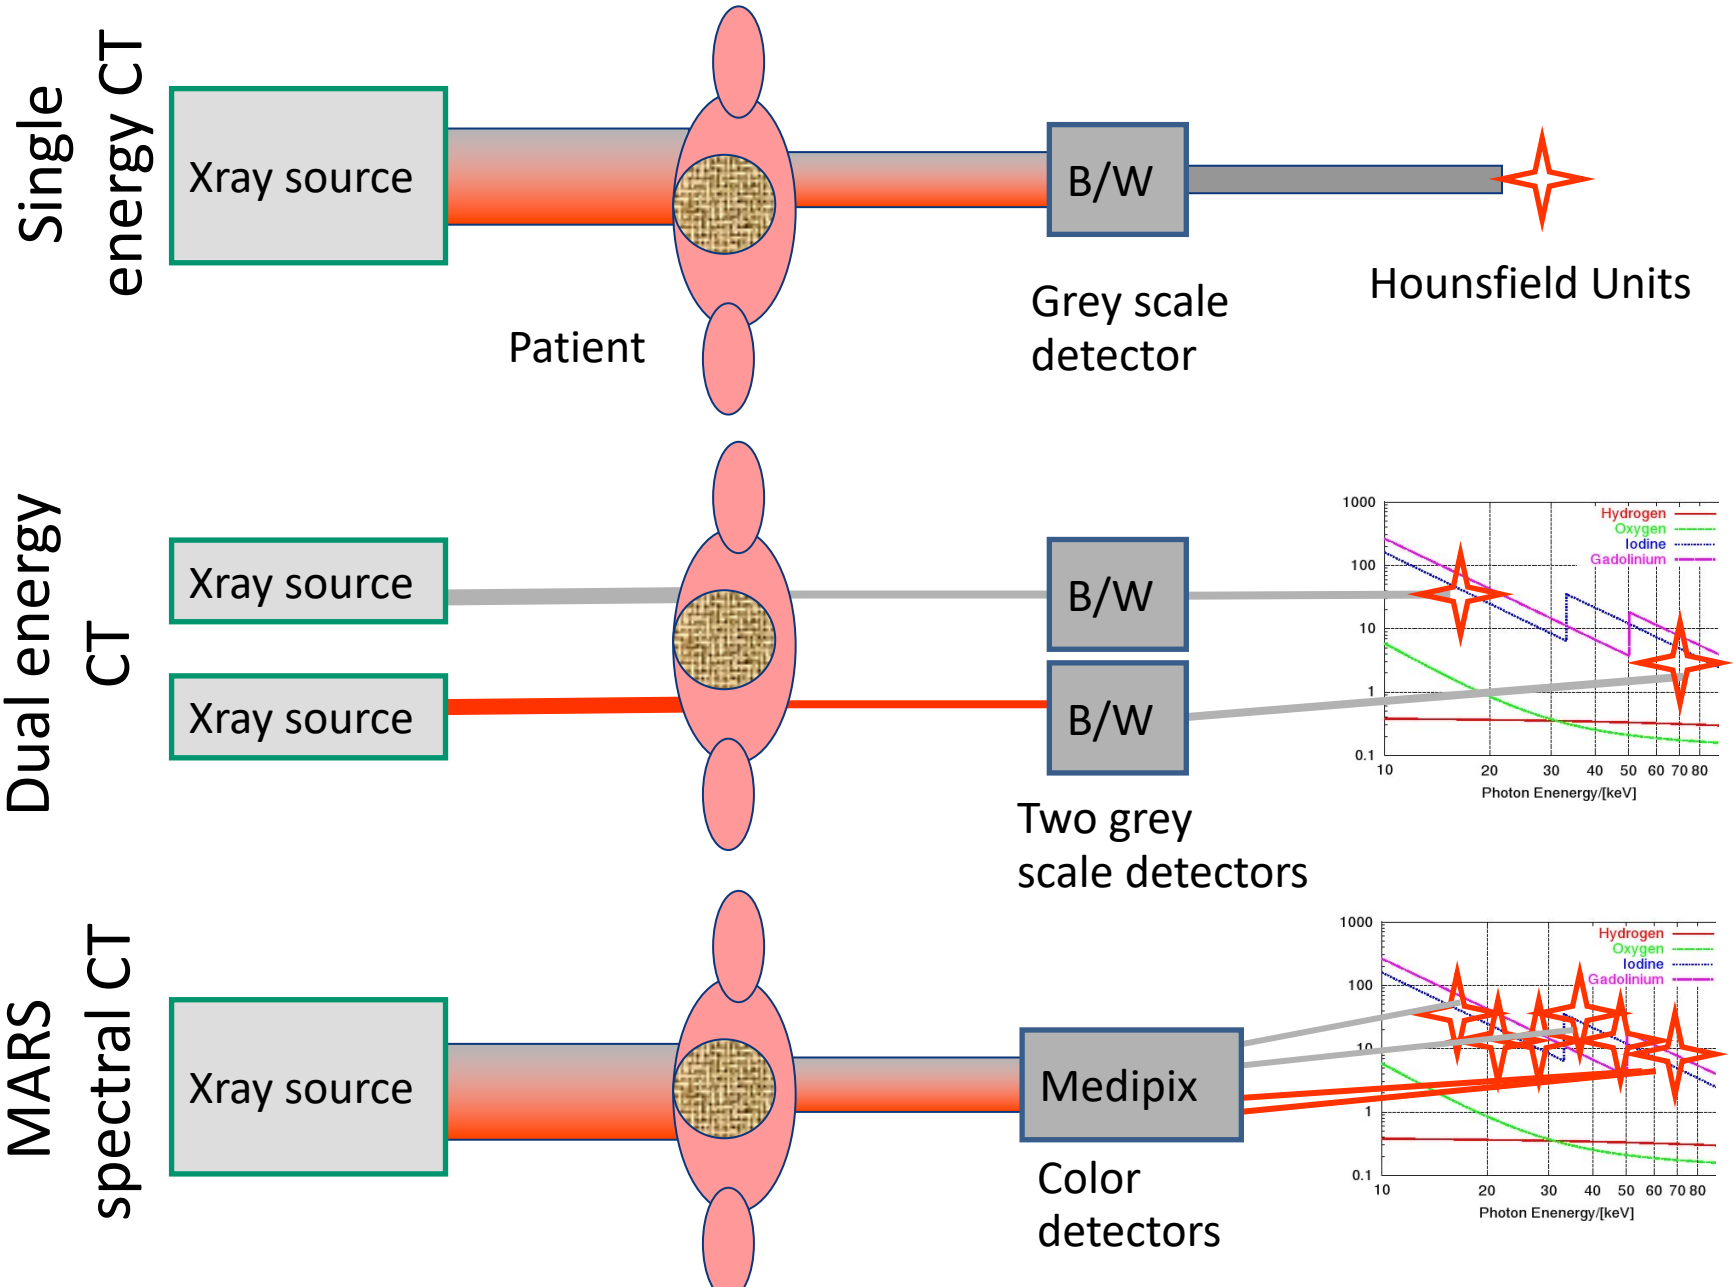 Single
energy CT
Xray source
B/W
Hounsfield Units
Grey scale
detector
Patient
Dual energy
CT
Xray source
Xray source
B/W
B/W
Two grey
scale detectors
1000
100
10
1
0.1
Hydrogen
Oxygen
Iodine
Gadolinium
10 20 30 40 50 60 70 80
Photon Enenergy/[keV]
MARS
spectral CT
Xray source
Medipix
Color
detectors
1000
100
10
1
0.1
Hydrogen
Oxygen
Iodine
Gadolinium
10 20 30 40 50 60 70 80
Photon Enenergy/[keV]